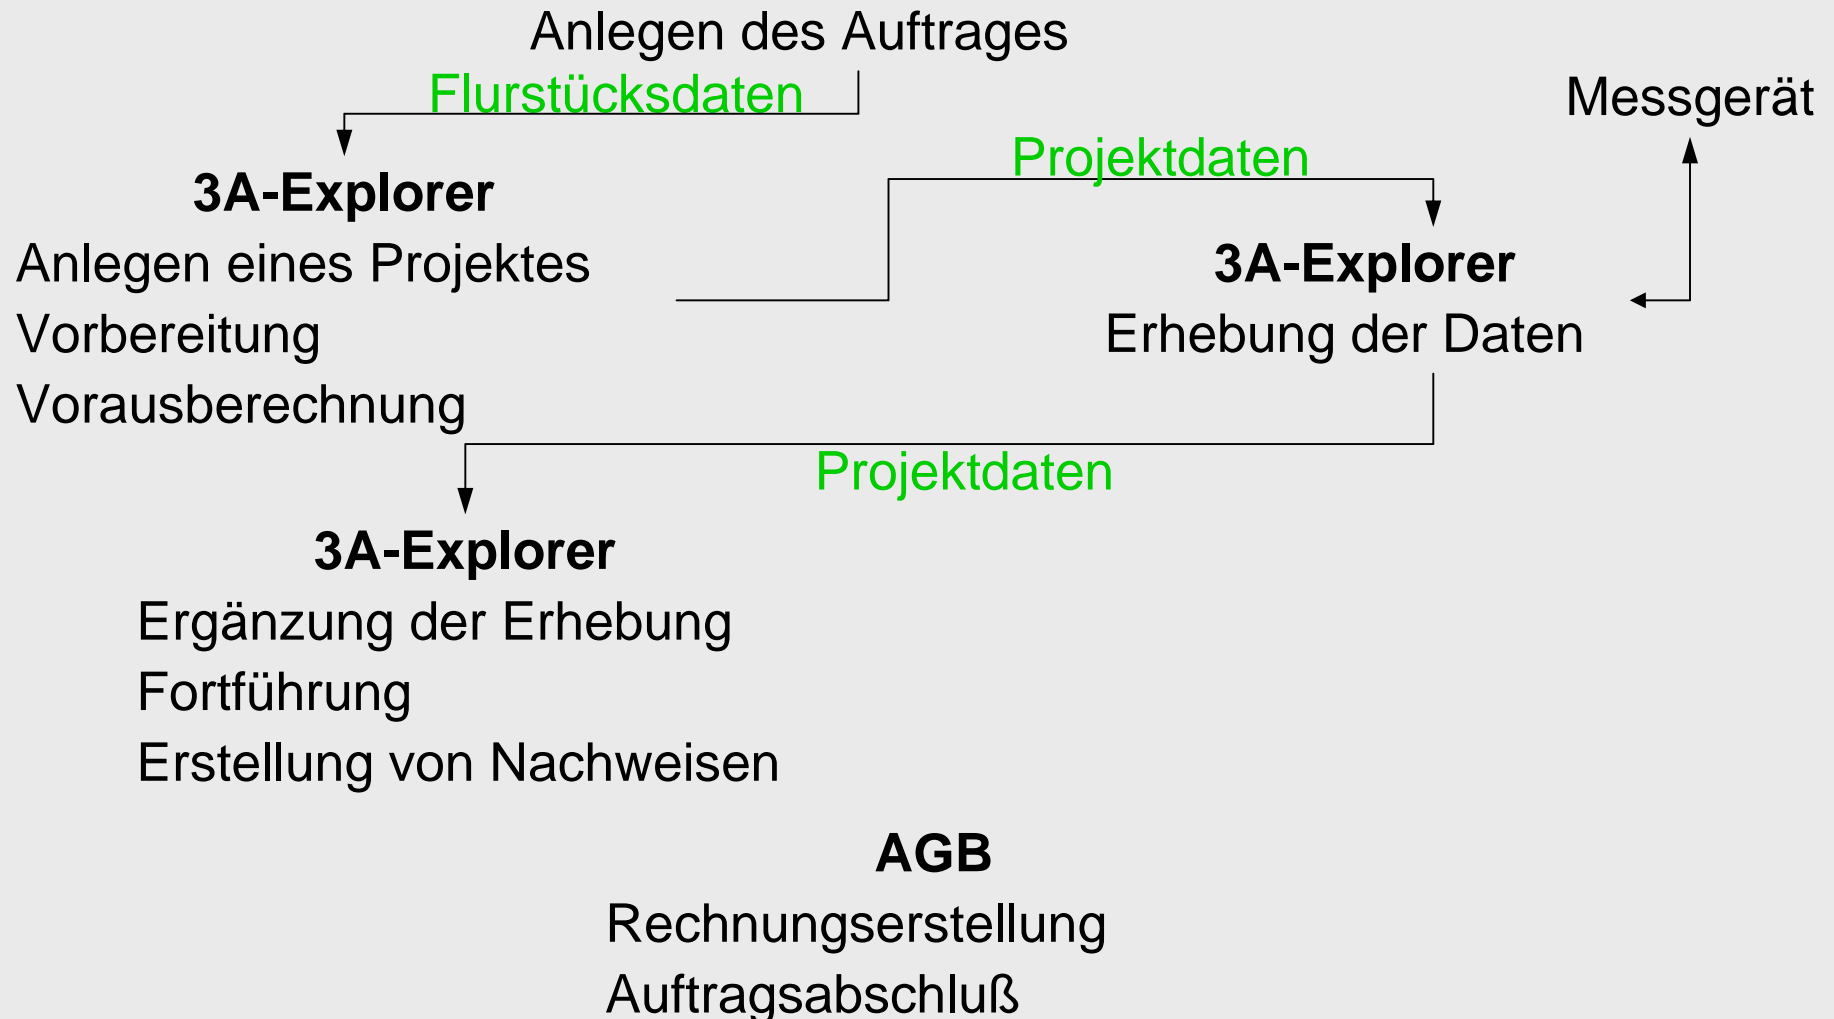 Anlegen des Auftrages
Flurstücksdaten
Messgerät
Projektdaten
3A-Explorer
Anlegen eines Projektes
Vorbereitung
Vorausberechnung
3A-Explorer
Erhebung der Daten
Projektdaten
3A-Explorer
Ergänzung der Erhebung
Fortführung
Erstellung von Nachweisen
AGB
Rechnungserstellung
Auftragsabschluß